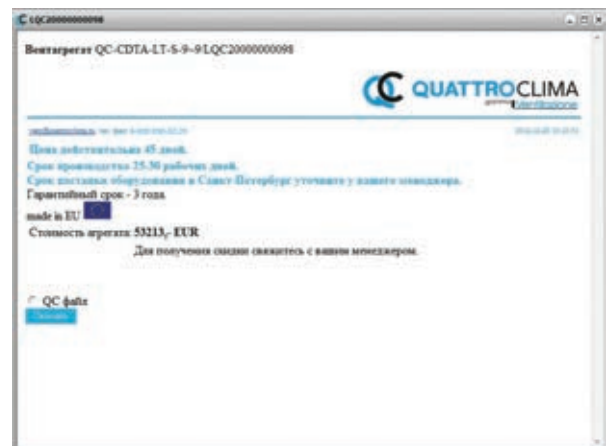 LQC20000000098
Вентагрегат QC-CDTA-LT-S-9~9/LQC20000000098
QUATTROCLIMA
Ventilazione
Цена действительна 45 дней.
Срок производства 25-30 рабочих дней.
Срок доставки оборудования в Санкт Петербург уточните у вашего менеджера.
Гарантийный срок - 3 года.
made in EU
Стоимость агрегата: 53213,- EUR
Для получения скидки свяжитесь с вашим менеджером.
QC файл